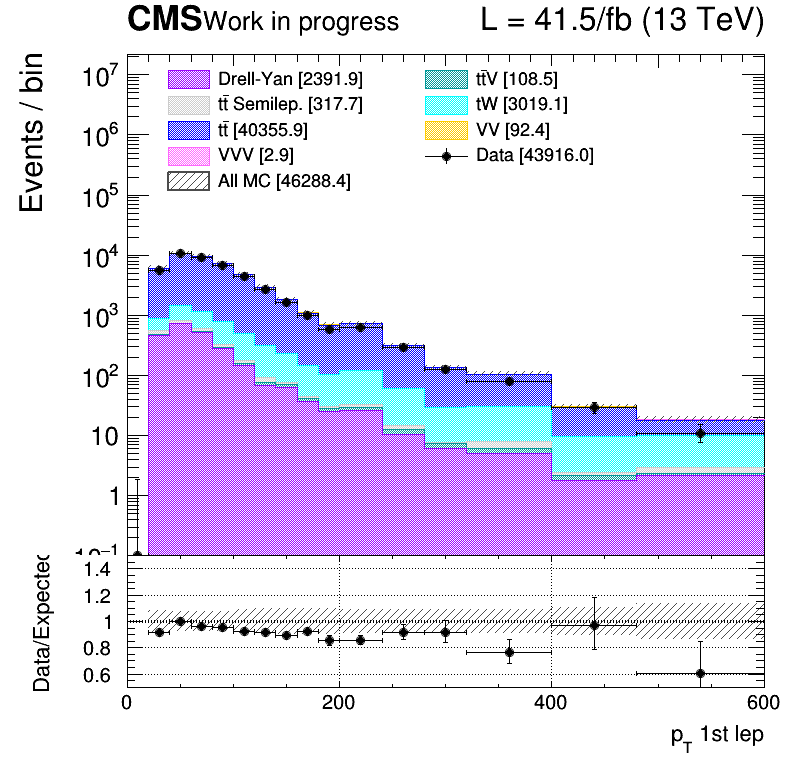 CMS Work in progress L = 41.5/fb (13 TeV)
Events / bin
Drell-Yan [2391.9] tt̄V [108.5]
tt̄ Semilep. [317.7] tW [3019.1]
tt̄ [40355.9] VV [92.4]
VVV [2.9] Data [43916.0]
All MC [46288.4]
10⁷
10⁶
10⁵
10⁴
10³
10²
10
1
10⁻¹
Data/Expected
1.4
1.2
1
0.8
0.6
0 200 400 600
p_T 1st lep